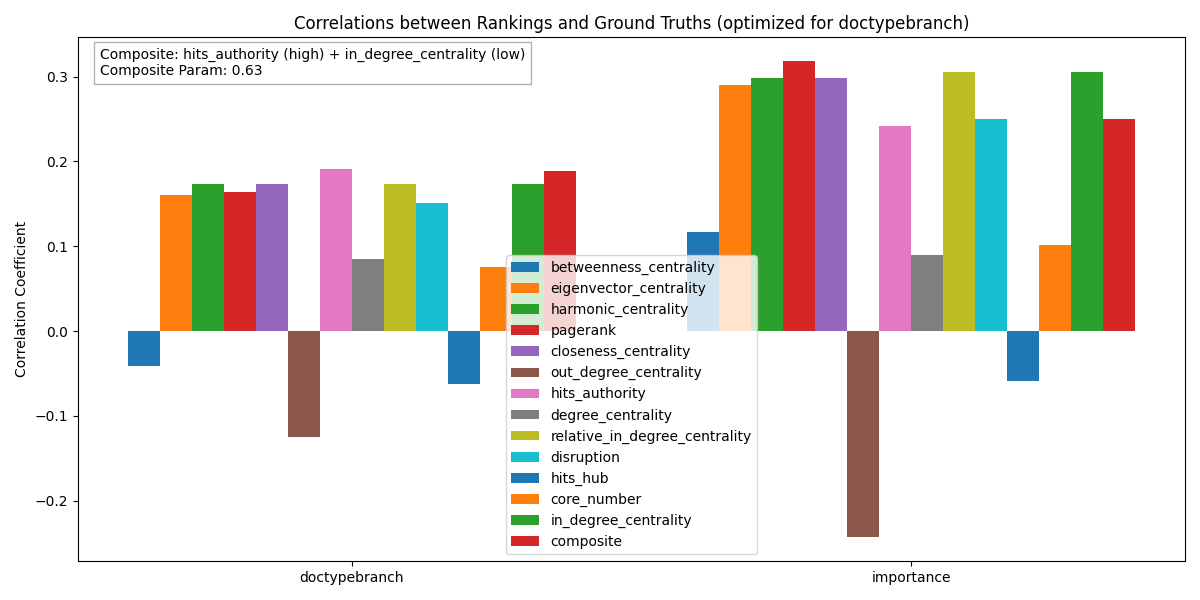 Correlations between Rankings and Ground Truths (optimized for doctypebranch)
Composite: hits_authority (high) + in_degree_centrality (low)
Composite Param: 0.63
Correlation Coefficient
0.3
0.2
0.1
0.0
−0.1
−0.2
betweenness_centrality
eigenvector_centrality
harmonic_centrality
pagerank
closeness_centrality
out_degree_centrality
hits_authority
degree_centrality
relative_in_degree_centrality
disruption
hits_hub
core_number
in_degree_centrality
composite
doctypebranch
importance